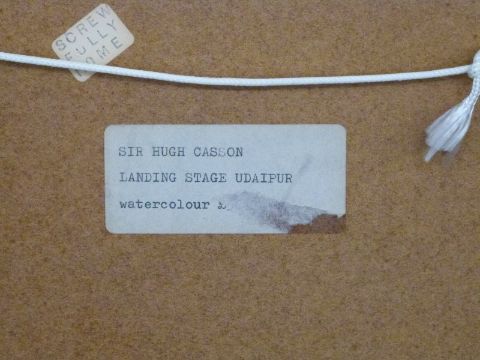 SCREW
FULLY
HOME
SIR HUGH CASSON
LANDING STAGE UDAIPUR
watercolour £